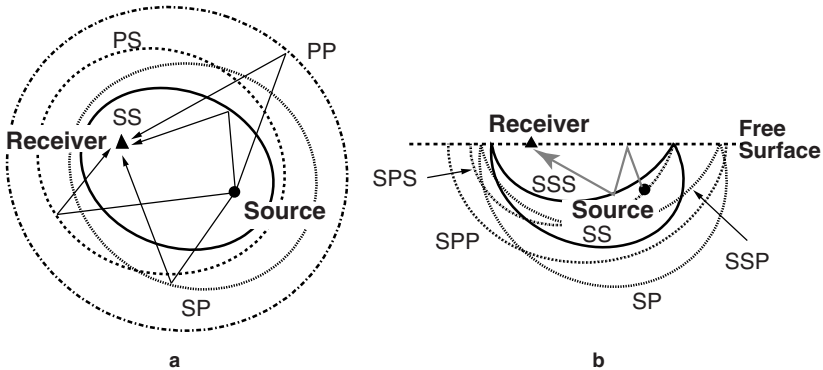 PS
PP
SS
Receiver
Source
SP
a
Receiver
Free
Surface
SPS
SSS
Source
SS
SPP
SSP
SP
b